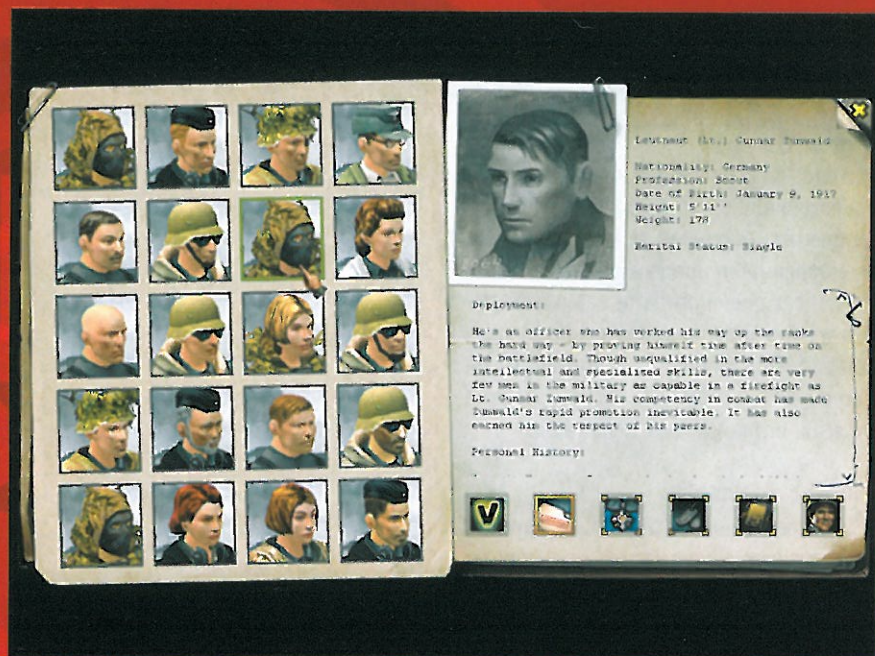 Leutnant (Lt.) Gunnar Zumwald
Nationality: Germany
Profession: Scout
Date of Birth: January 9, 1917
Height: 5'11''
Weight: 178
Marital Status: Single
Deployment:
He's an officer who has worked his way up the ranks
the hard way - by proving himself time after time on
the battlefield. Though unqualified in the more
intellectual and specialized skills, there are very
few men in the military as capable in a firefight as
Lt. Gunnar Zumwald. His competency in combat has made
Zumwald's rapid promotion inevitable. It has also
earned him the respect of his peers.
Personal History:
V